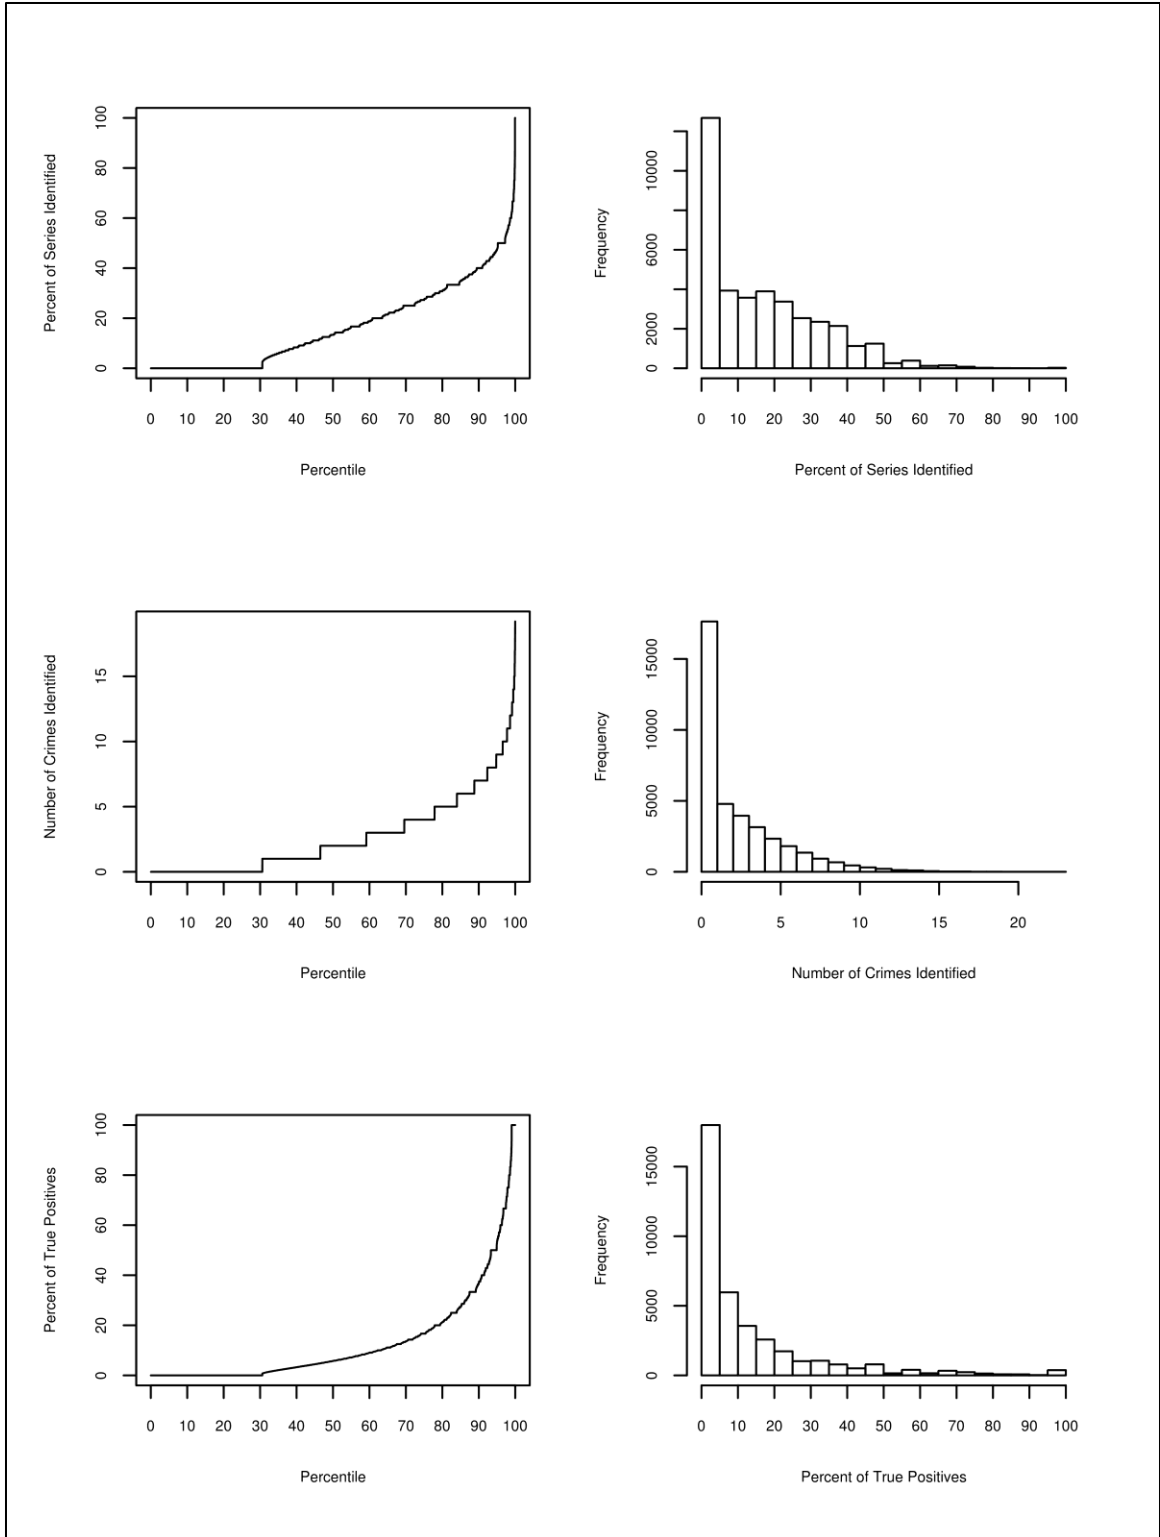 Percent of Series Identified
100
80
60
40
20
0
0 10 20 30 40 50 60 70 80 90 100
Percentile
Frequency
10000
6000
2000
0
0 10 20 30 40 50 60 70 80 90 100
Percent of Series Identified
Number of Crimes Identified
15
10
5
0
0 10 20 30 40 50 60 70 80 90 100
Percentile
Frequency
15000
10000
5000
0
0 5 10 15 20
Number of Crimes Identified
Percent of True Positives
100
80
60
40
20
0
0 10 20 30 40 50 60 70 80 90 100
Percentile
Frequency
15000
10000
5000
0
0 10 20 30 40 50 60 70 80 90 100
Percent of True Positives